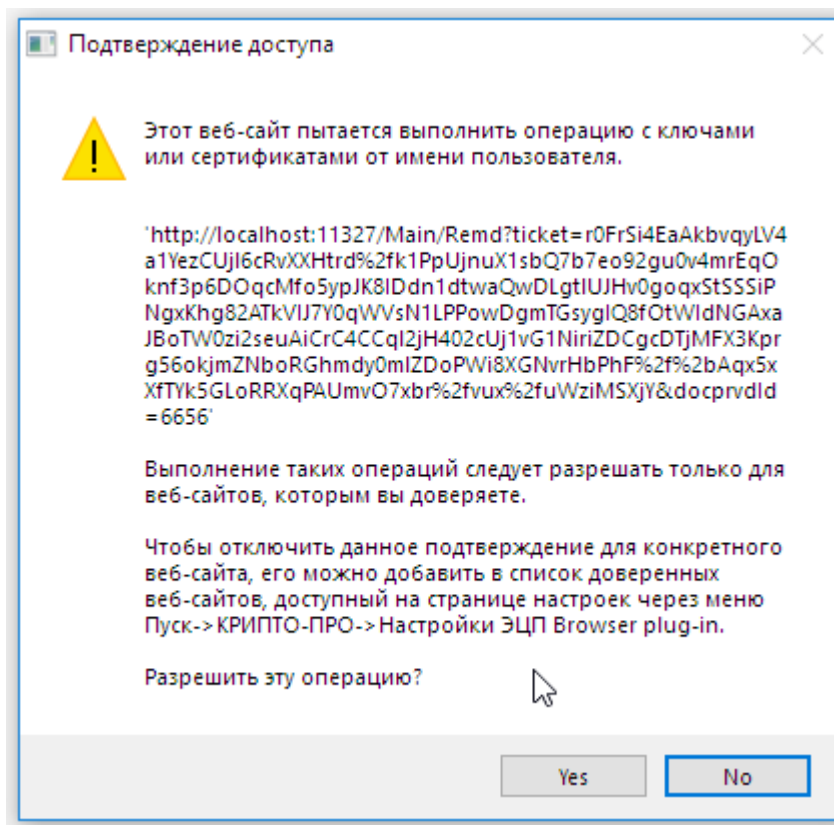 Подтверждение доступа
Этот веб-сайт пытается выполнить операцию с ключами
или сертификатами от имени пользователя.
'http://localhost:11327/Main/Remd?ticket=r0FrSi4EaAkbvqyLV4
a1YezCUjI6cRvXXHtrd%2fk1PpUjnuX1sbQ7b7eo92gu0v4mrEqO
knf3p6DOqcMfo5ypJK8IDdn1dtwaQwDLgtIUJHv0goqxStSSSiP
NgxKhg82ATkVIJ7Y0qWVsN1LPPowDgmTGsyglQ8fOtWIdNGAxa
JBoTW0zi2seuAiCrC4CCqI2jH402cUj1vG1NiriZDCgcDTjMFX3Kpr
g56okjmZNboRGhmdy0mIZDoPWi8XGNvrHbPhF%2f%2bAqx5x
XfTYk5GLoRRXqPAUmvO7xbr%2fvux%2fuWziMSXjY&docprvdId
=6656'
Выполнение таких операций следует разрешать только для
веб-сайтов, которым вы доверяете.
Чтобы отключить данное подтверждение для конкретного
веб-сайта, его можно добавить в список доверенных
веб-сайтов, доступный на странице настроек через меню
Пуск->КРИПТО-ПРО->Настройки ЭЦП Browser plug-in.
Разрешить эту операцию?
Yes
No